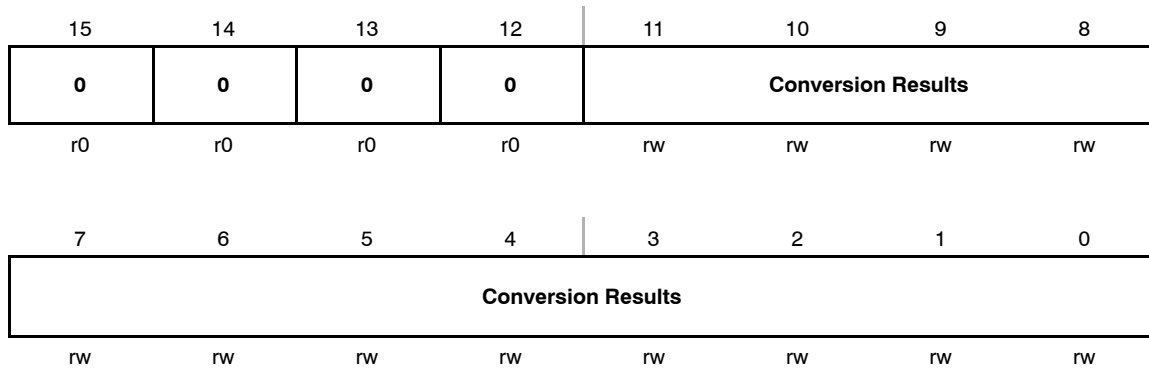 15 14 13 12 11 10 9 8
0 0 0 0 Conversion Results
r0 r0 r0 r0 rw rw rw rw
7 6 5 4 3 2 1 0
Conversion Results
rw rw rw rw rw rw rw rw